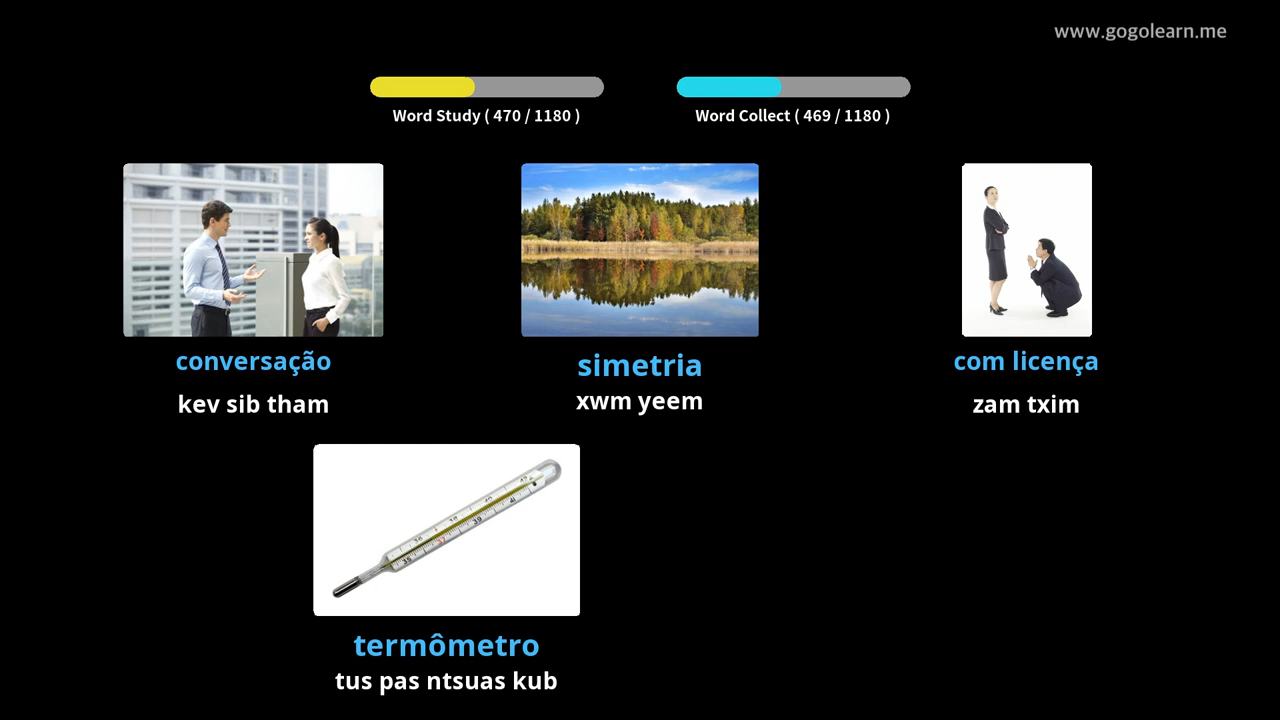 www.gogolearn.me
Word Study ( 470 / 1180 )
Word Collect ( 469 / 1180 )
conversação
kev sib tham
simetria
xwm yeem
com licença
zam txim
termômetro
tus pas ntsuas kub